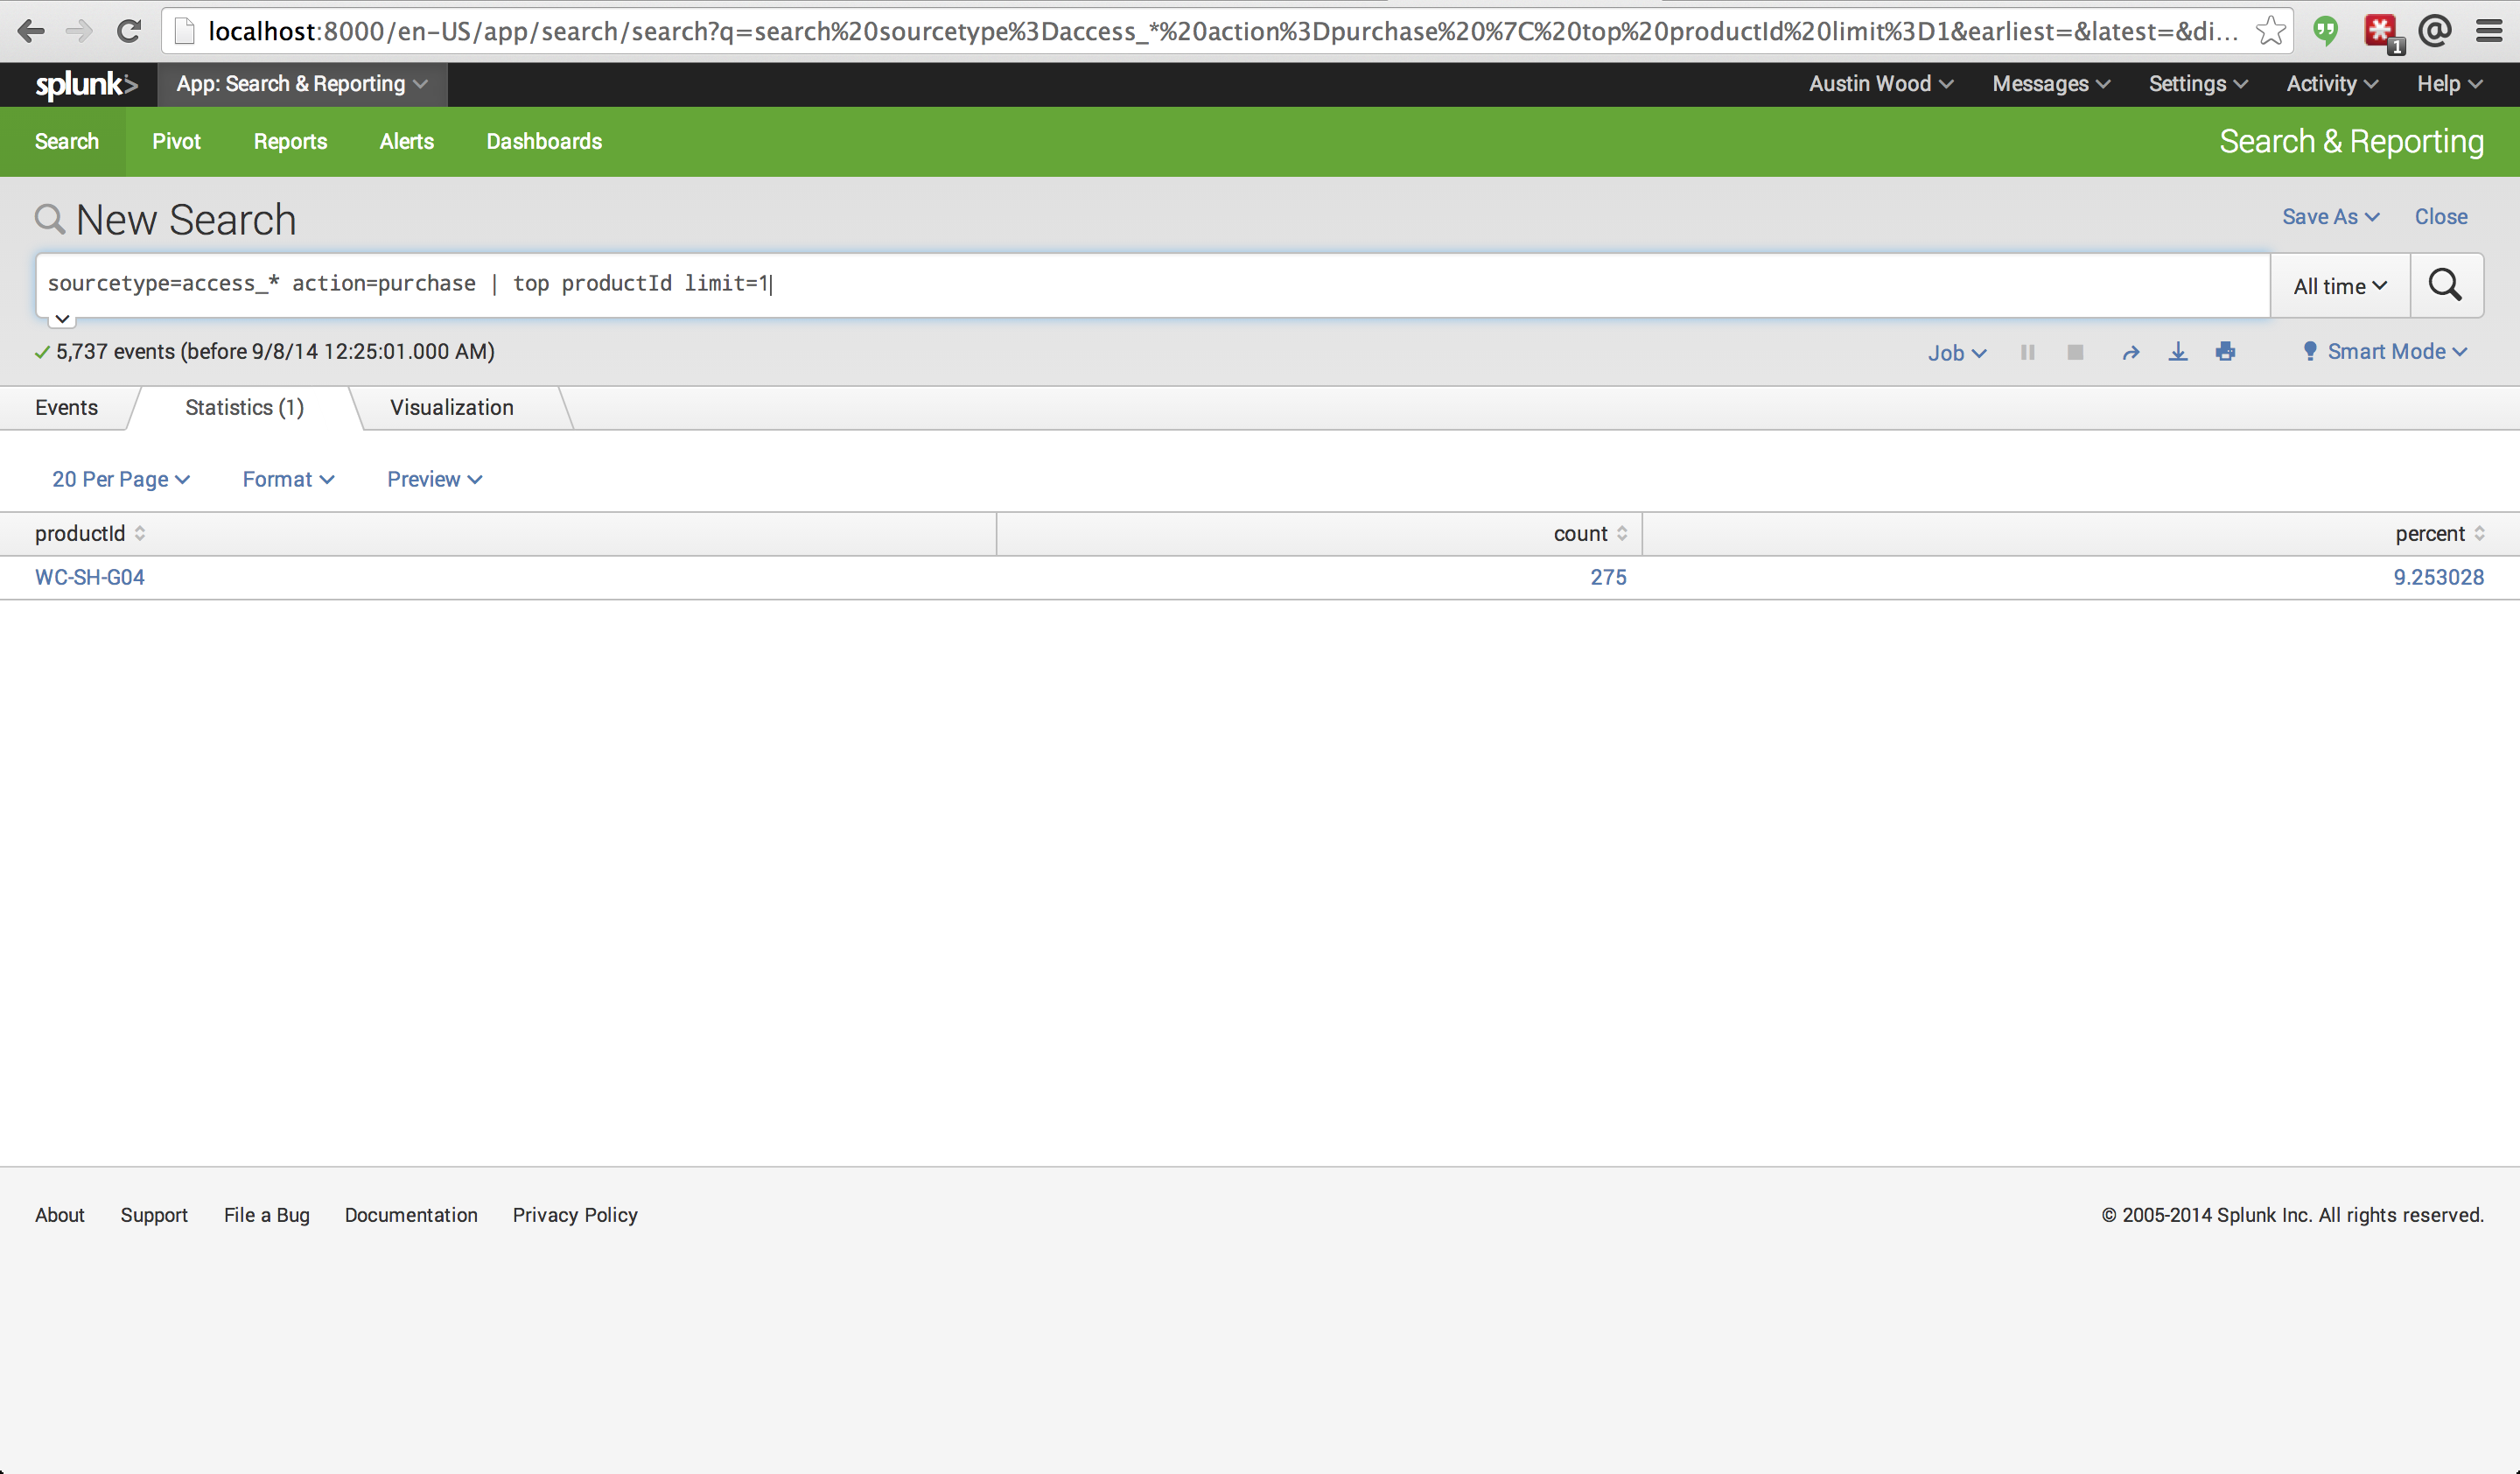 localhost:8000/en-US/app/search/search?q=search%20sourcetype%3Daccess_*%20action%3Dpurchase%20%7C%20top%20productId%20limit%3D1&earliest=&latest=&di... 1
splunk> App: Search & Reporting Austin Wood Messages Settings Activity Help
Search Pivot Reports Alerts Dashboards Search & Reporting
New Search Save As Close
sourcetype=access_* action=purchase | top productId limit=1 All time
5,737 events (before 9/8/14 12:25:01.000 AM) Job Smart Mode
Events Statistics (1) Visualization
20 Per Page Format Preview
productId count percent
WC-SH-G04 275 9.253028
About Support File a Bug Documentation Privacy Policy © 2005-2014 Splunk Inc. All rights reserved.